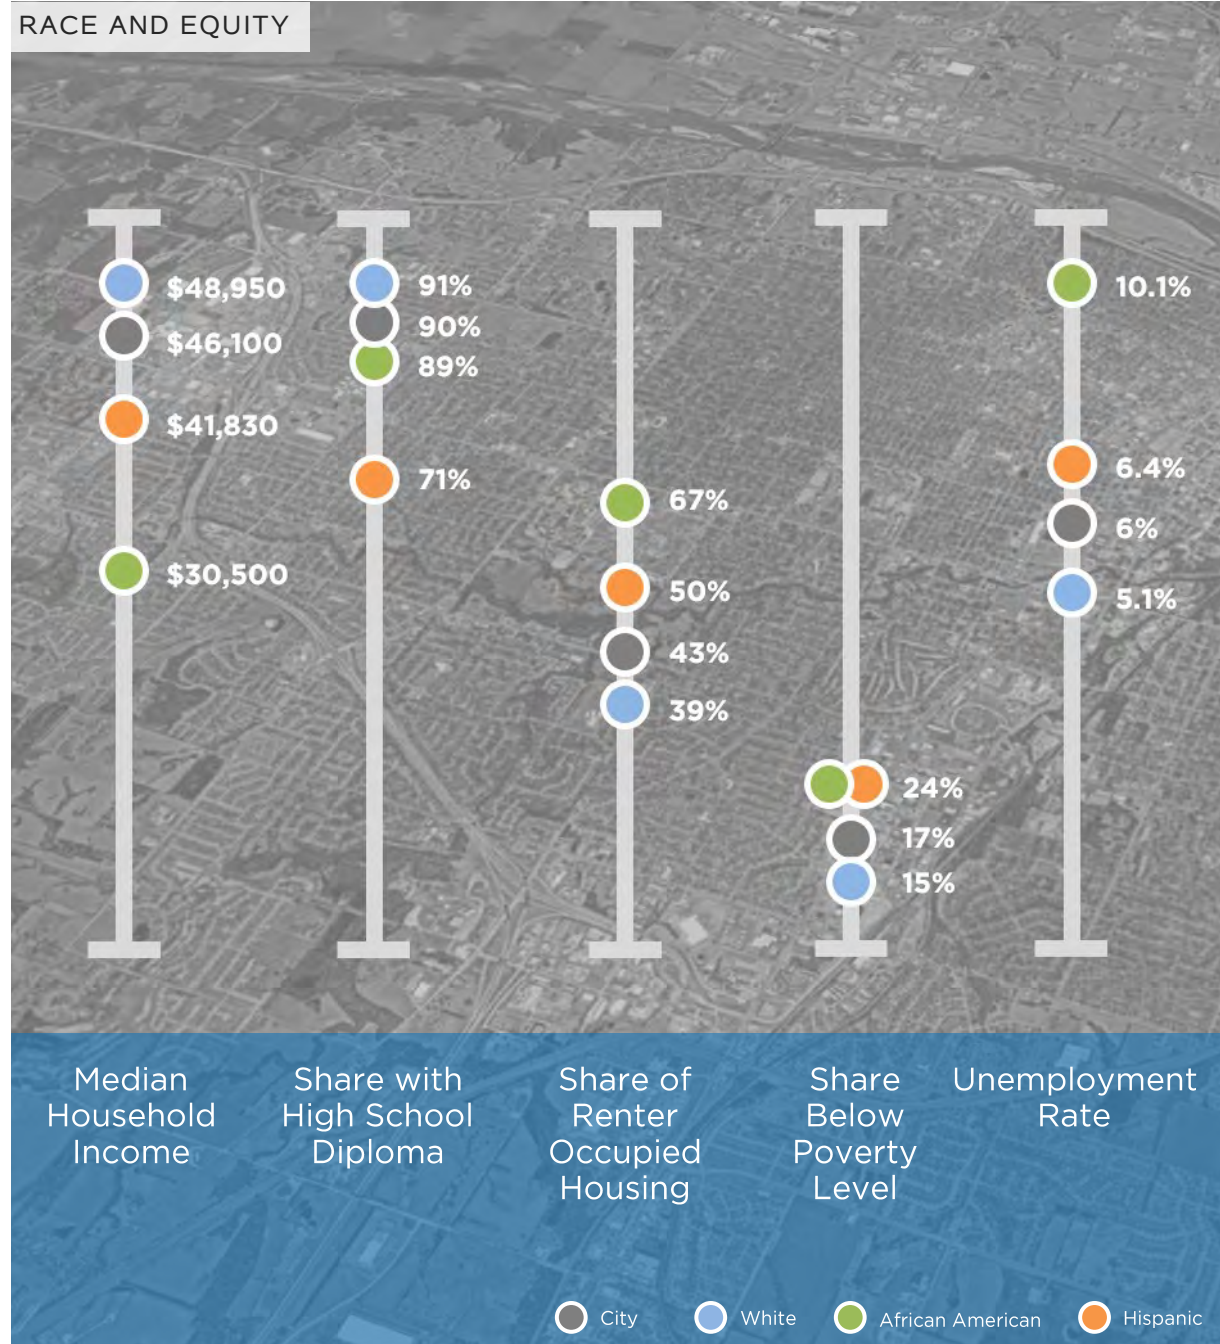 RACE AND EQUITY
$48,950
$46,100
$41,830
$30,500
91%
90%
89%
71%
67%
50%
43%
39%
24%
17%
15%
10.1%
6.4%
6%
5.1%
Median
Household
Income
Share with
High School
Diploma
Share of
Renter
Occupied
Housing
Share
Below
Poverty
Level
Unemployment
Rate
City
White
African American
Hispanic